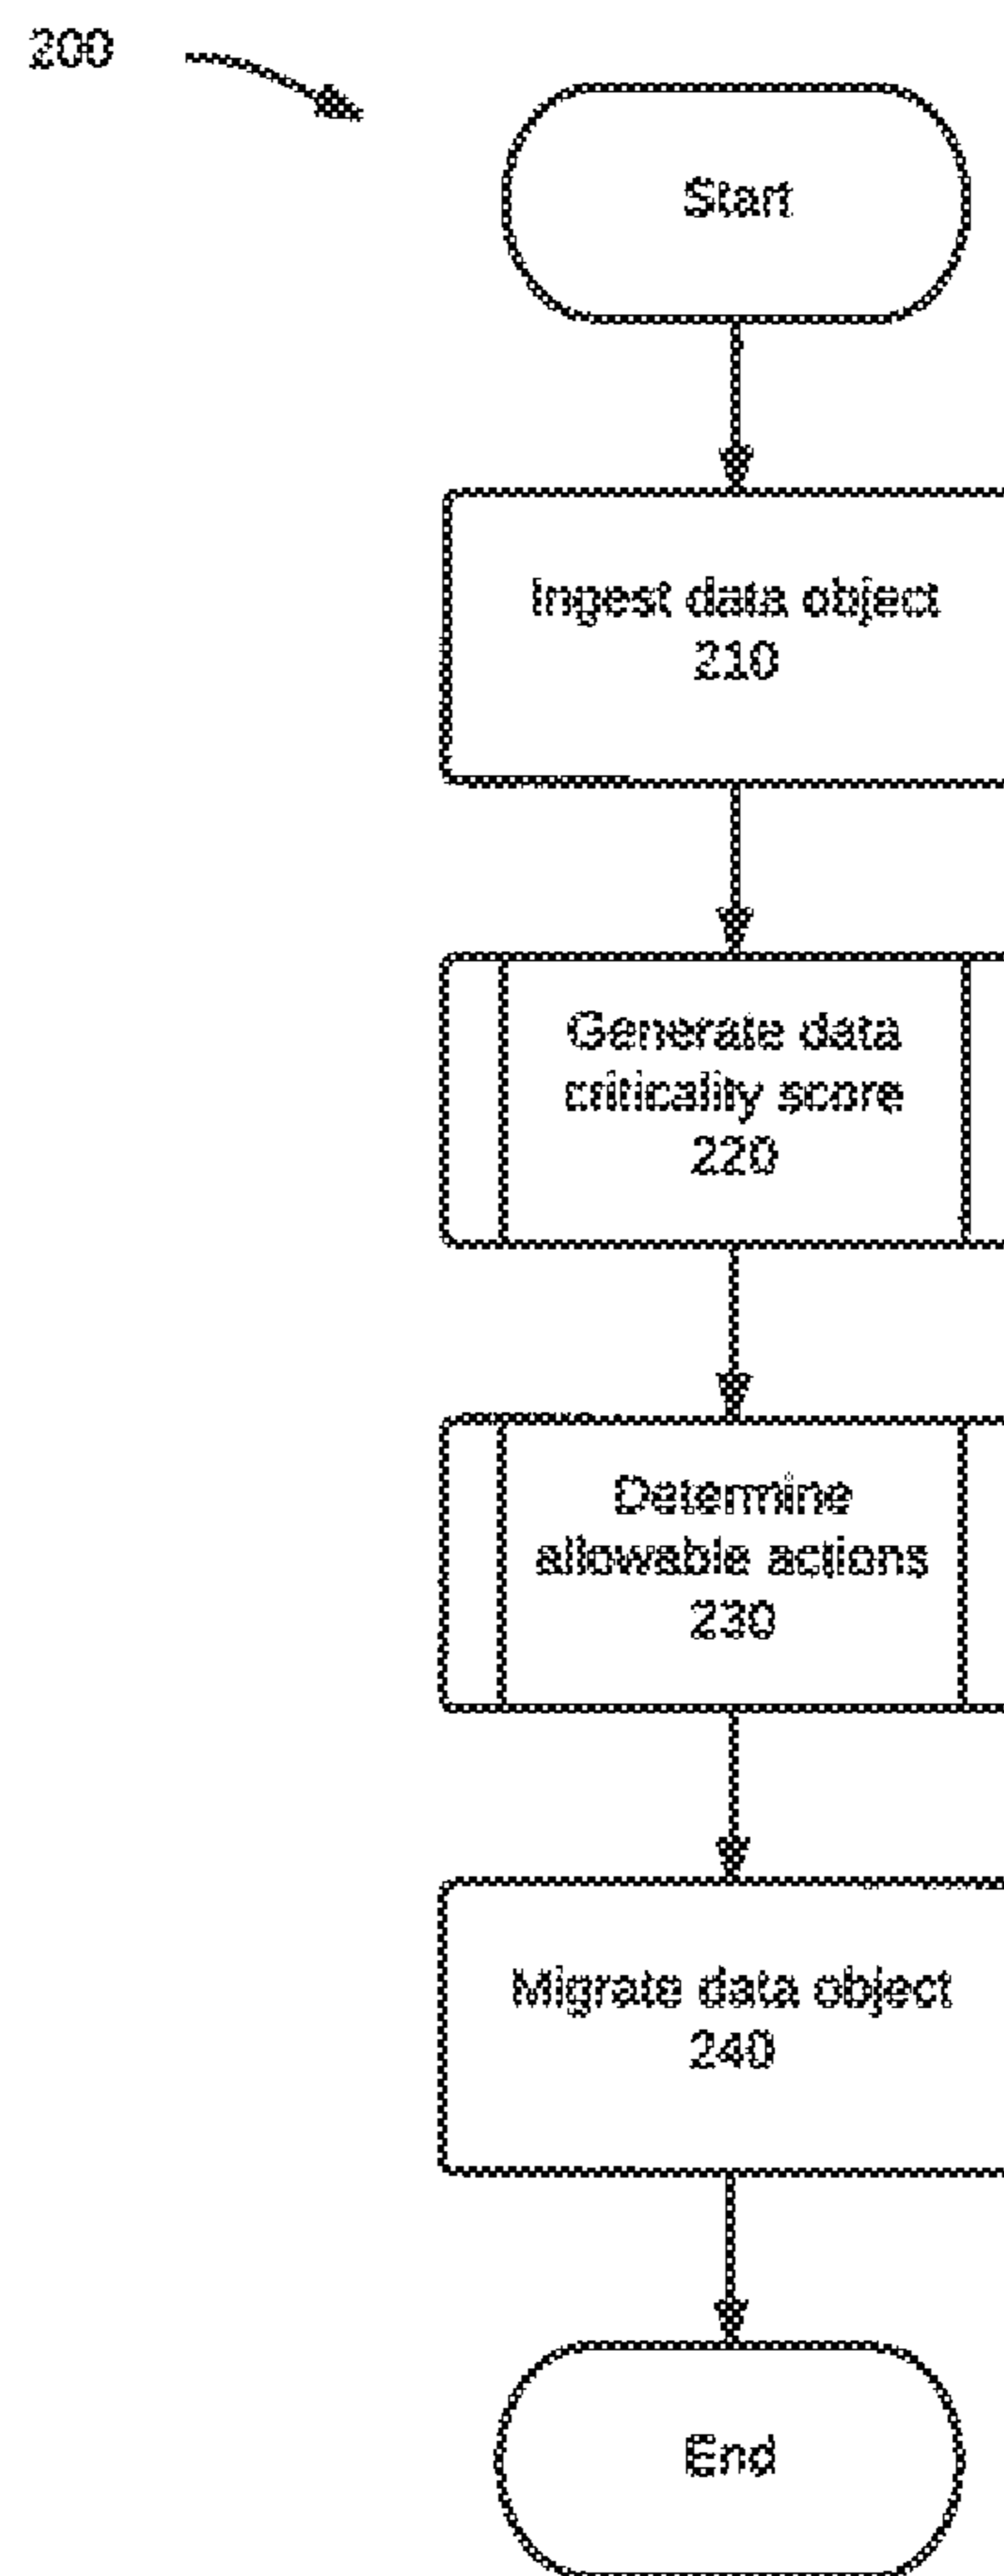 200
Start
Ingest data object
210
Generate data
criticality score
220
Determine
allowable actions
230
Migrate data object
240
End